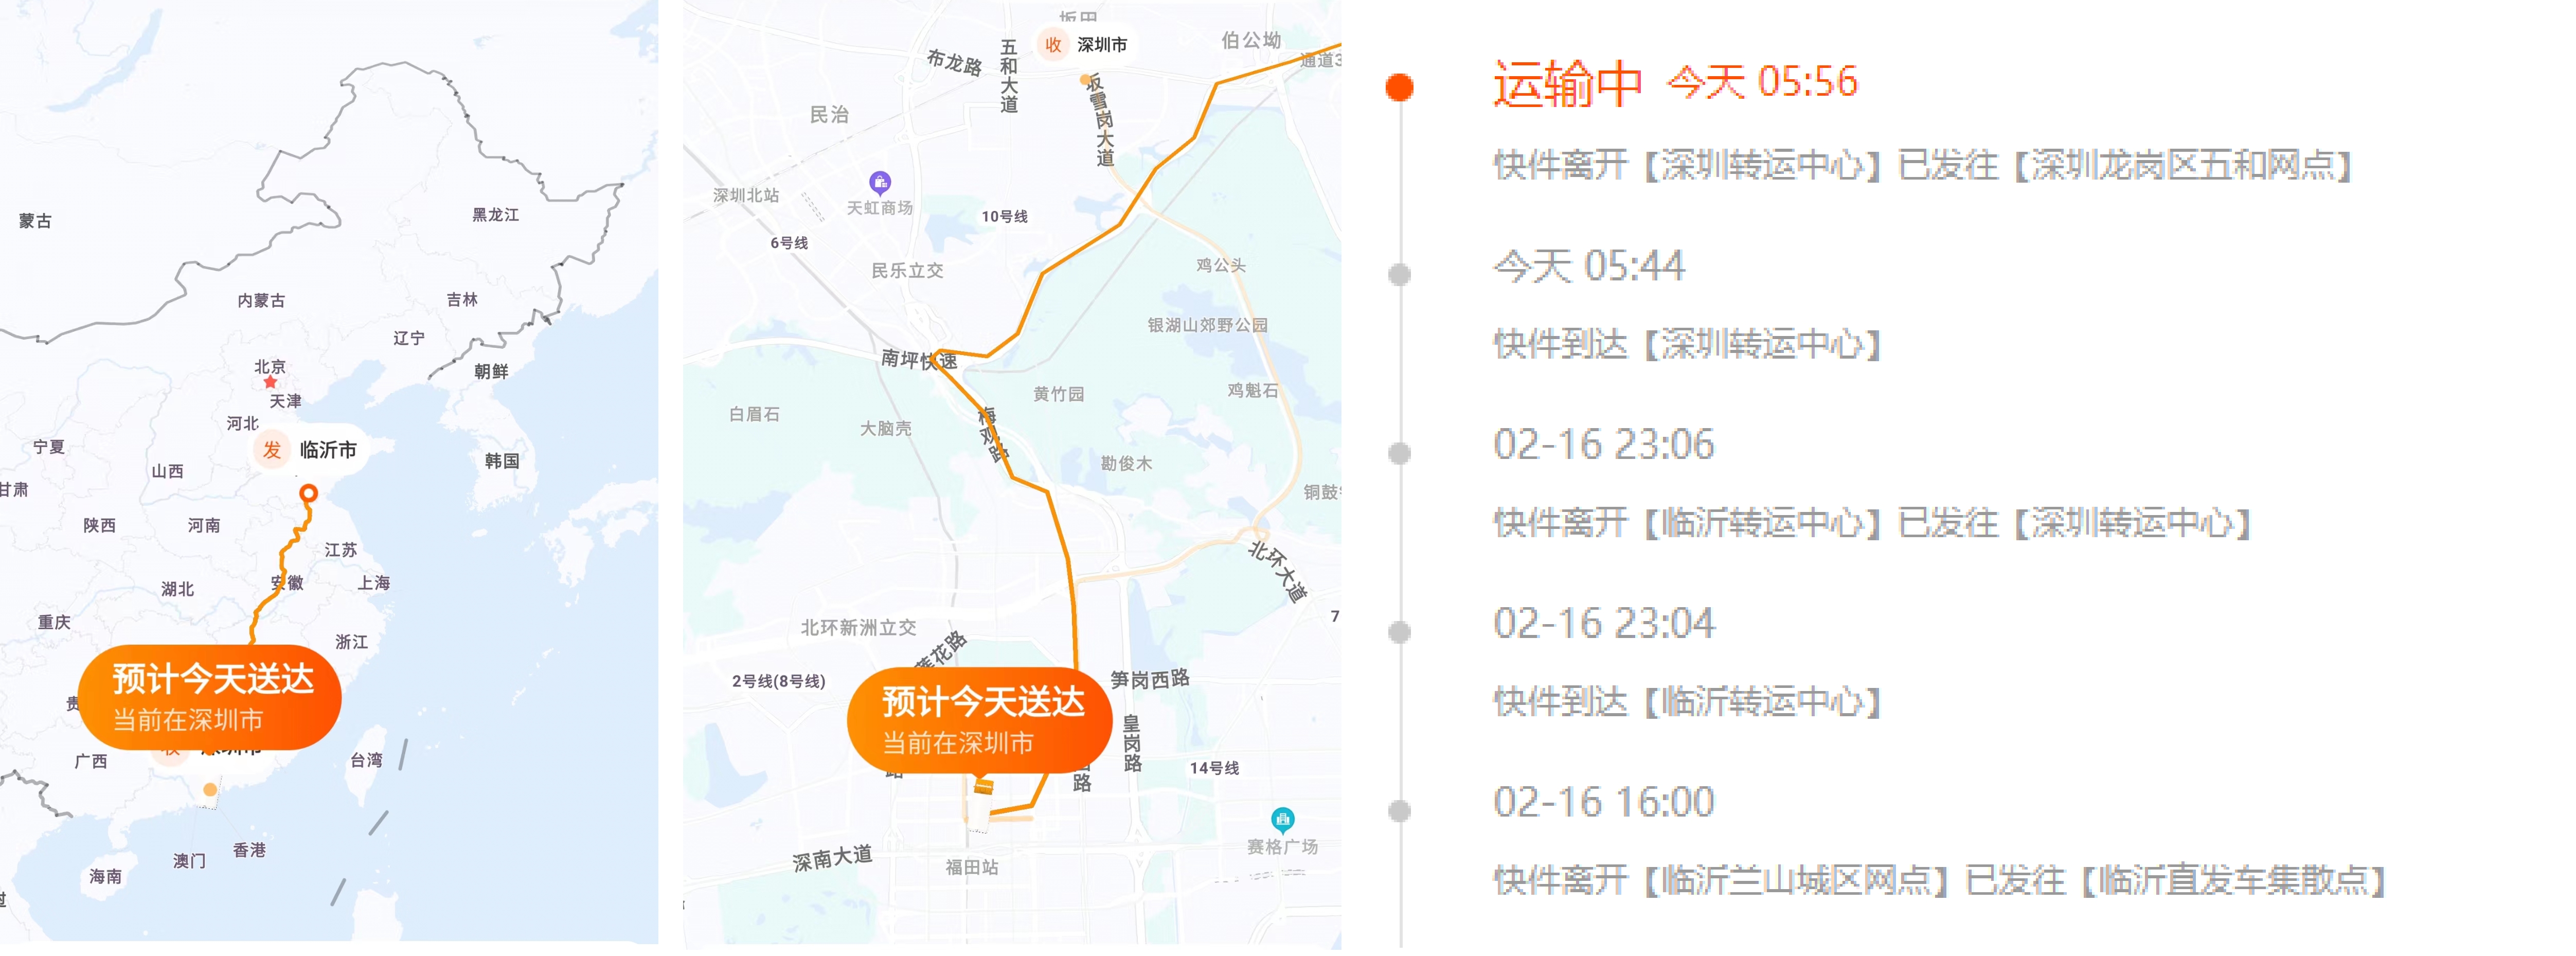 蒙古
黑龙江
内蒙古
吉林
辽宁
北京
朝鲜
天津
河北
发 临沂市
宁夏
山西
韩国
甘肃
陕西
河南
江苏
安徽
上海
湖北
重庆
浙江
预计今天送达
当前在深圳市
广西
台湾
香港
澳门
海南
坂田
收 深圳市
伯公坳
布龙路
五和大道
通道3
坂雪岗大道
民治
深圳北站
天虹商场
10号线
6号线
民乐立交
鸡公头
银湖山郊野公园
南坪快速
黄竹园
鸡魁石
白眉石
大脑壳
梅观路
勘俊木
铜鼓
北环大道
北环新洲立交
莲花路
7
2号线(8号线)
笋岗西路
预计今天送达
当前在深圳市
皇岗路
路
路
14号线
赛格广场
深南大道
福田站
运输中 今天 05:56
快件离开【深圳转运中心】已发往【深圳龙岗区五和网点】
今天 05:44
快件到达【深圳转运中心】
02-16 23:06
快件离开【临沂转运中心】已发往【深圳转运中心】
02-16 23:04
快件到达【临沂转运中心】
02-16 16:00
快件离开【临沂兰山城区网点】已发往【临沂直发车集散点】